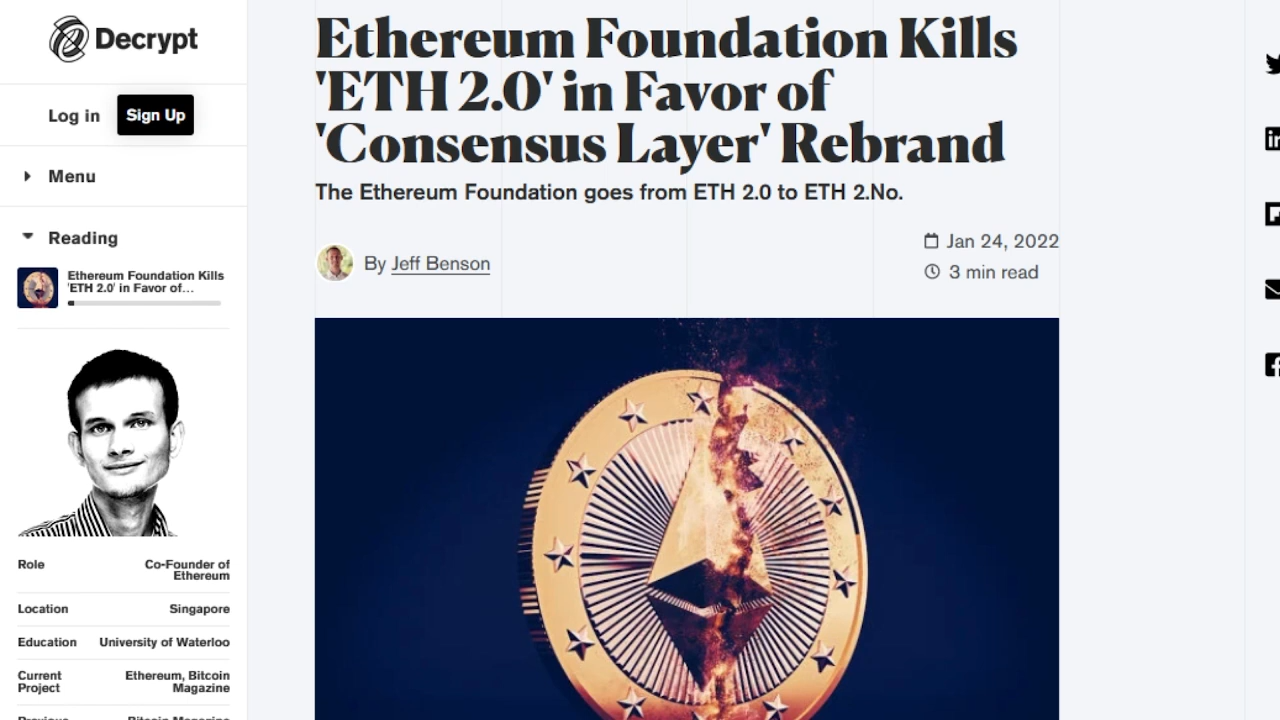 Decrypt
Log in
Sign Up
Menu
Reading
Ethereum Foundation Kills
'ETH 2.0' in Favor of...
Role
Co-Founder of
Ethereum
Location
Singapore
Education
University of Waterloo
Current
Project
Ethereum, Bitcoin
Magazine
Previous
Bitcoin Magazine
Ethereum Foundation Kills
'ETH 2.0' in Favor of
'Consensus Layer' Rebrand
The Ethereum Foundation goes from ETH 2.0 to ETH 2.No.
By Jeff Benson
Jan 24, 2022
3 min read